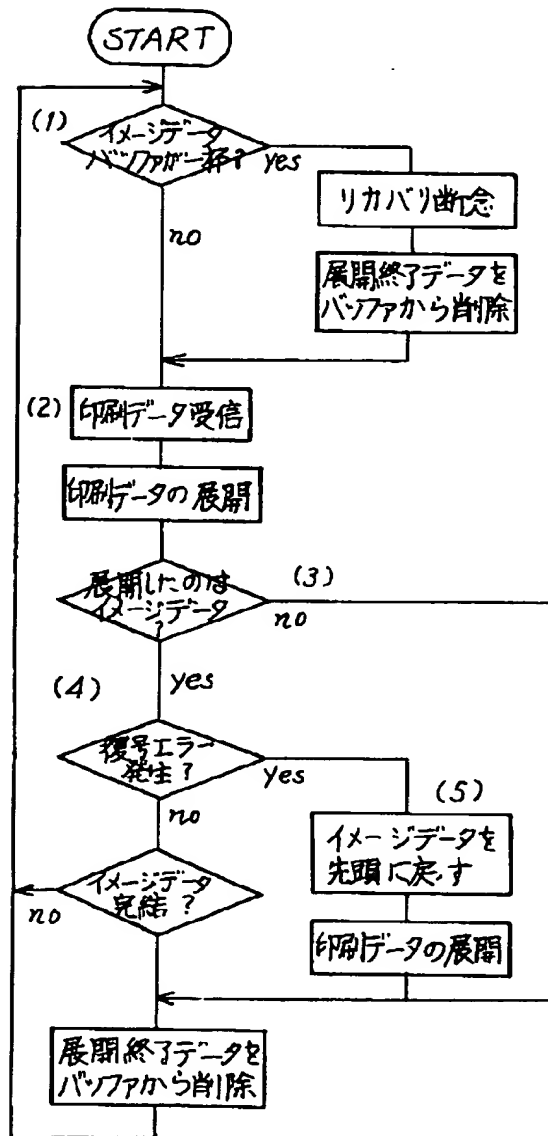 START
(1)
イメージデータ
バッファが一杯?
yes
no
リカバリ断念
展開終了データを
バッファから削除
(2)
印刷データ受信
印刷データの展開
展開したのは
イメージデータ
?
(3)
no
yes
(4)
復号エラー
発生?
yes
no
(5)
イメージデータを
先頭に戻す
印刷データの展開
イメージデータ
完結?
no
展開終了データを
バッファから削除